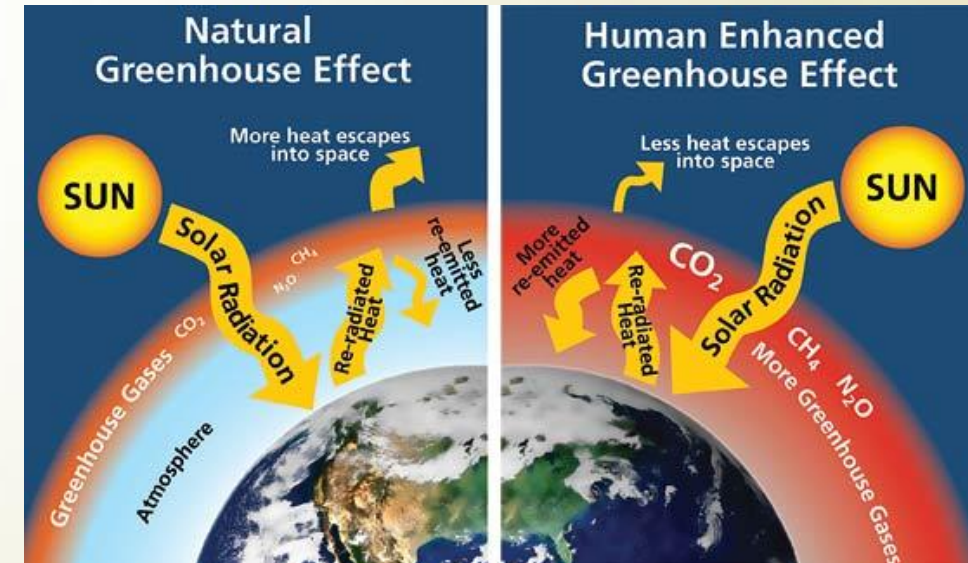 Natural
Greenhouse Effect
More heat escapes
into space
SUN
Solar Radiation
Less
re-emitted
heat
CH₄
N₂O
CO₂
Re-radiated
Heat
Greenhouse Gases
Atmosphere
Human Enhanced
Greenhouse Effect
Less heat escapes
into space
SUN
More
re-emitted
heat
CO₂
Solar Radiation
Re-radiated
Heat
CH₄
N₂O
More Greenhouse Gases